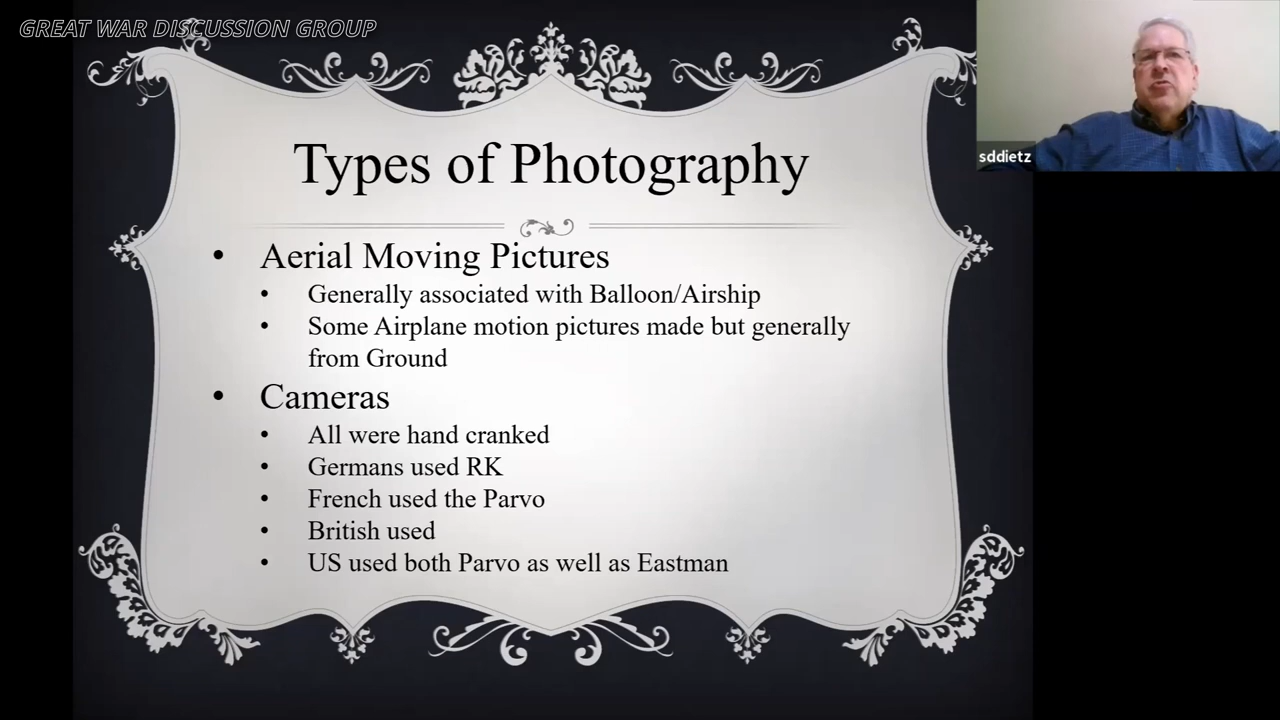 GREAT WAR DISCUSSION GROUP
sddietz
Types of Photography
• Aerial Moving Pictures
• Generally associated with Balloon/Airship
• Some Airplane motion pictures made but generally
from Ground
• Cameras
• All were hand cranked
• Germans used RK
• French used the Parvo
• British used
• US used both Parvo as well as Eastman